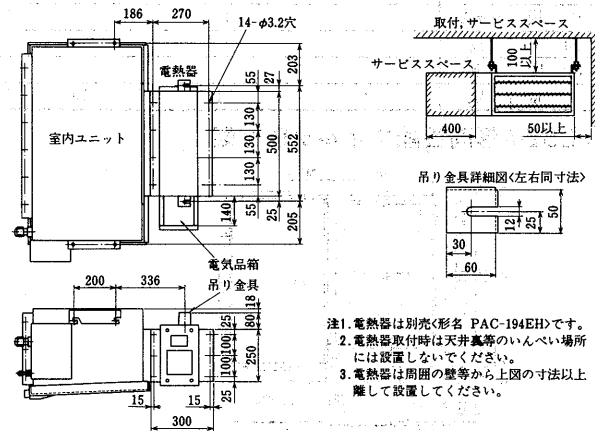 186
270
14-φ3.2穴
電熱器
55
27
203
130
130
130
500
552
室内ユニット
140
55
25
205
電気品箱
吊り金具
200
336
18
80
25
100
100
250
25
15
15
300
取付,サービススペース
サービススペース
100以上
400
50以上
吊り金具詳細図<左右同寸法>
12
25
50
30
60
注1.電熱器は別売<形名 PAC-194EH>です。
2.電熱器取付時は天井裏等のいんぺい場所
には設置しないでください。
3.電熱器は周囲の壁等から上図の寸法以上
離して設置してください。